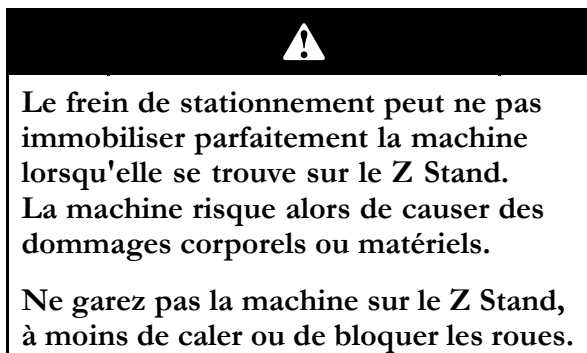 Le frein de stationnement peut ne pas
immobiliser parfaitement la machine
lorsqu'elle se trouve sur le Z Stand.
La machine risque alors de causer des
dommages corporels ou matériels.
Ne garez pas la machine sur le Z Stand,
à moins de caler ou de bloquer les roues.